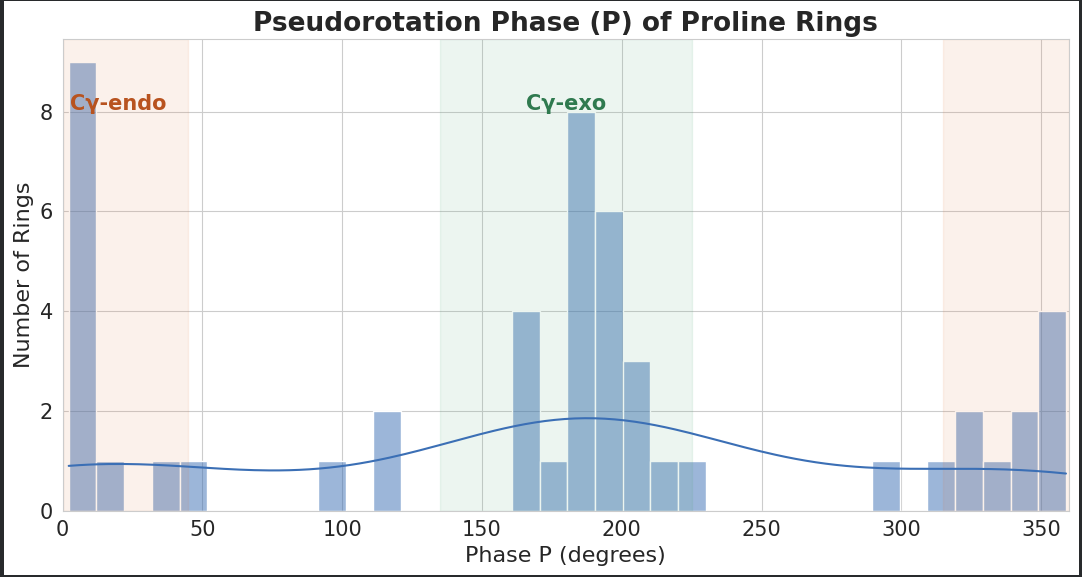 Pseudorotation Phase (P) of Proline Rings
Cγ-endo
Cγ-exo
Number of Rings
8
6
4
2
0
0 50 100 150 200 250 300 350
Phase P (degrees)